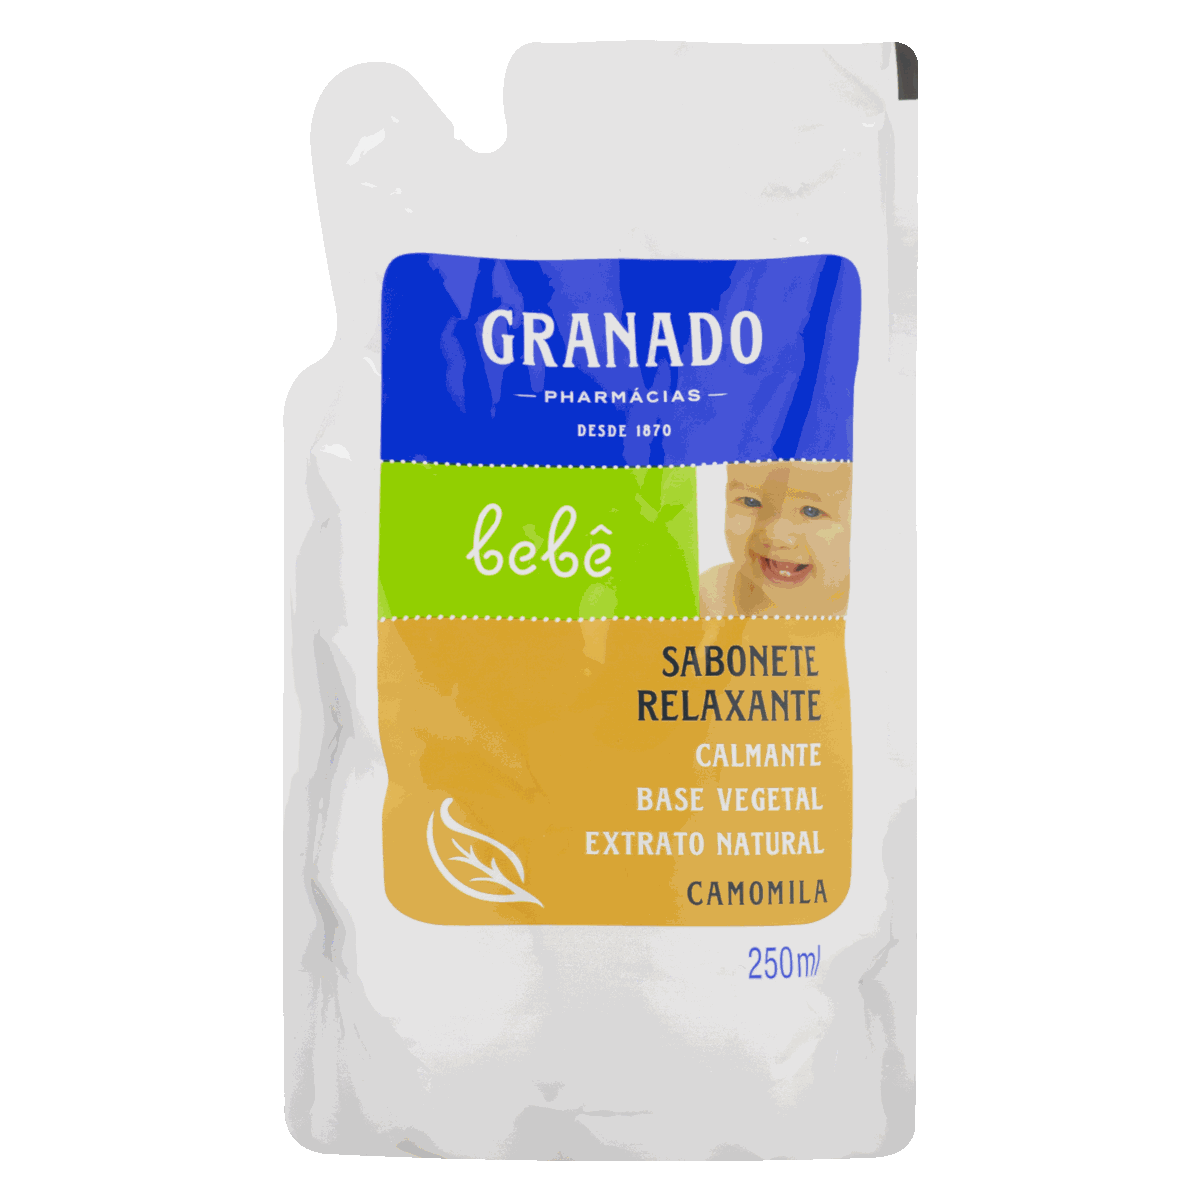 GRANADO
PHARMÁCIAS
DESDE 1870
bebê
SABONETE
RELAXANTE
CALMANTE
BASE VEGETAL
EXTRATO NATURAL
CAMOMILA
250ml